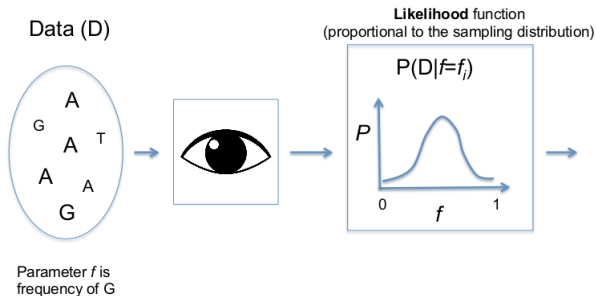 Data (D)
A
G
T
A
A
A
G
Parameter f is
frequency of G
Likelihood function
(proportional to the sampling distribution)
P(D|f=fi)
P
0
f
1